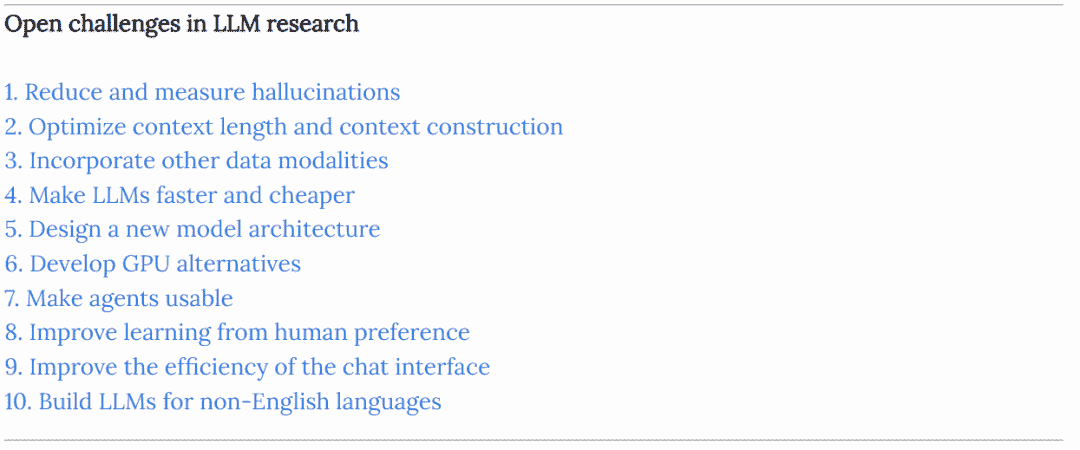 Open challenges in LLM research
1. Reduce and measure hallucinations
2. Optimize context length and context construction
3. Incorporate other data modalities
4. Make LLMs faster and cheaper
5. Design a new model architecture
6. Develop GPU alternatives
7. Make agents usable
8. Improve learning from human preference
9. Improve the efficiency of the chat interface
10. Build LLMs for non-English languages